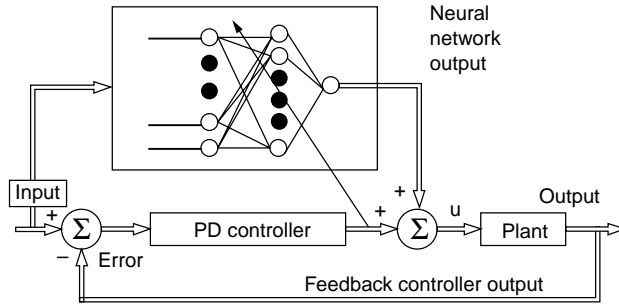 Neural
network
output
Input
+
Σ
−
Error
PD controller
+
+
Σ
u
Plant
Output
Feedback controller output